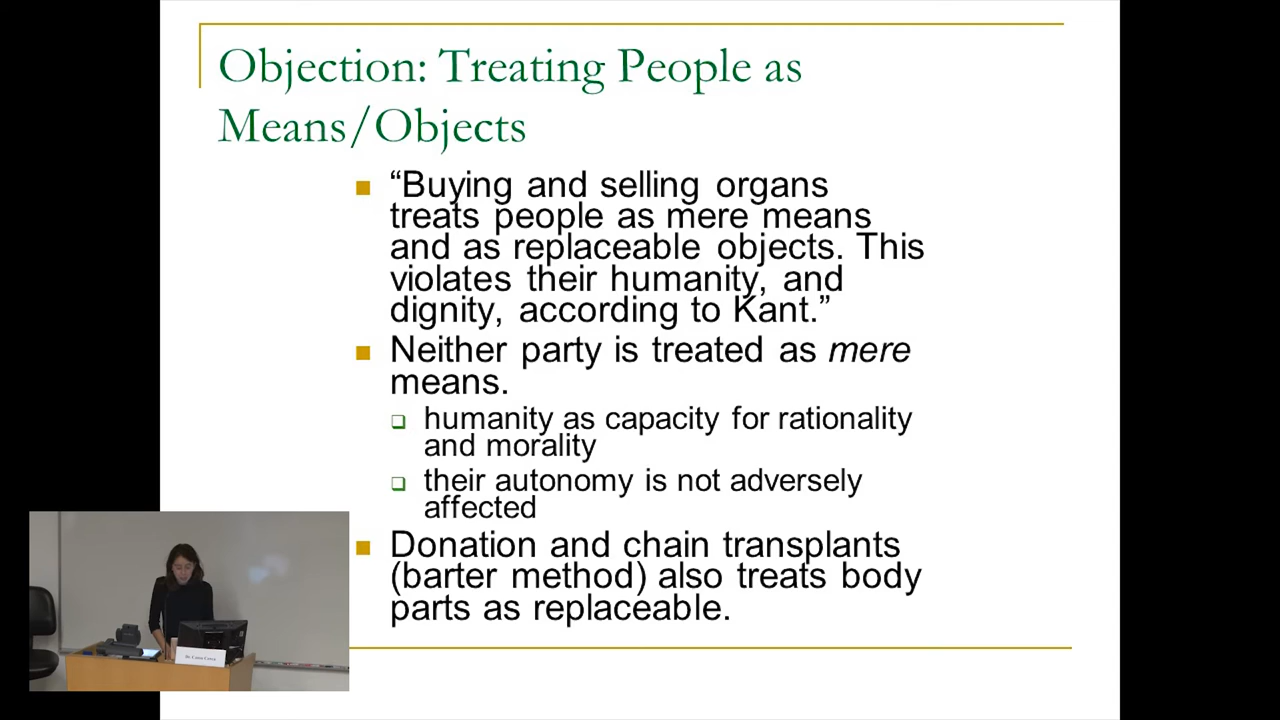 Objection: Treating People as
Means/Objects
“Buying and selling organs
treats people as mere means
and as replaceable objects. This
violates their humanity, and
dignity, according to Kant.”
Neither party is treated as mere
means.
humanity as capacity for rationality
and morality
their autonomy is not adversely
affected
Donation and chain transplants
(barter method) also treats body
parts as replaceable.